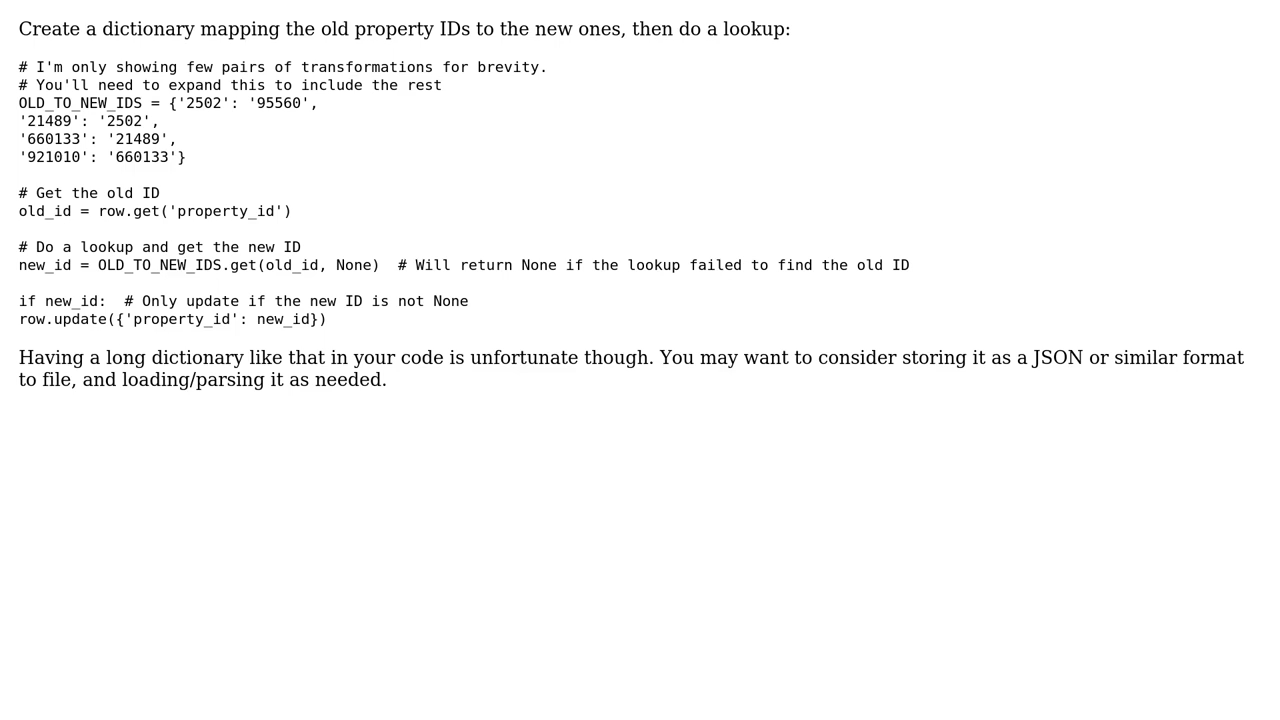 Create a dictionary mapping the old property IDs to the new ones, then do a lookup:
# I'm only showing few pairs of transformations for brevity.
# You'll need to expand this to include the rest
OLD_TO_NEW_IDS = {'2502': '95560',
'21489': '2502',
'660133': '21489',
'921010': '660133'}
# Get the old ID
old_id = row.get('property_id')
# Do a lookup and get the new ID
new_id = OLD_TO_NEW_IDS.get(old_id, None)  # Will return None if the lookup failed to find the old ID
if new_id:  # Only update if the new ID is not None
row.update({'property_id': new_id})
Having a long dictionary like that in your code is unfortunate though. You may want to consider storing it as a JSON or similar format
to file, and loading/parsing it as needed.